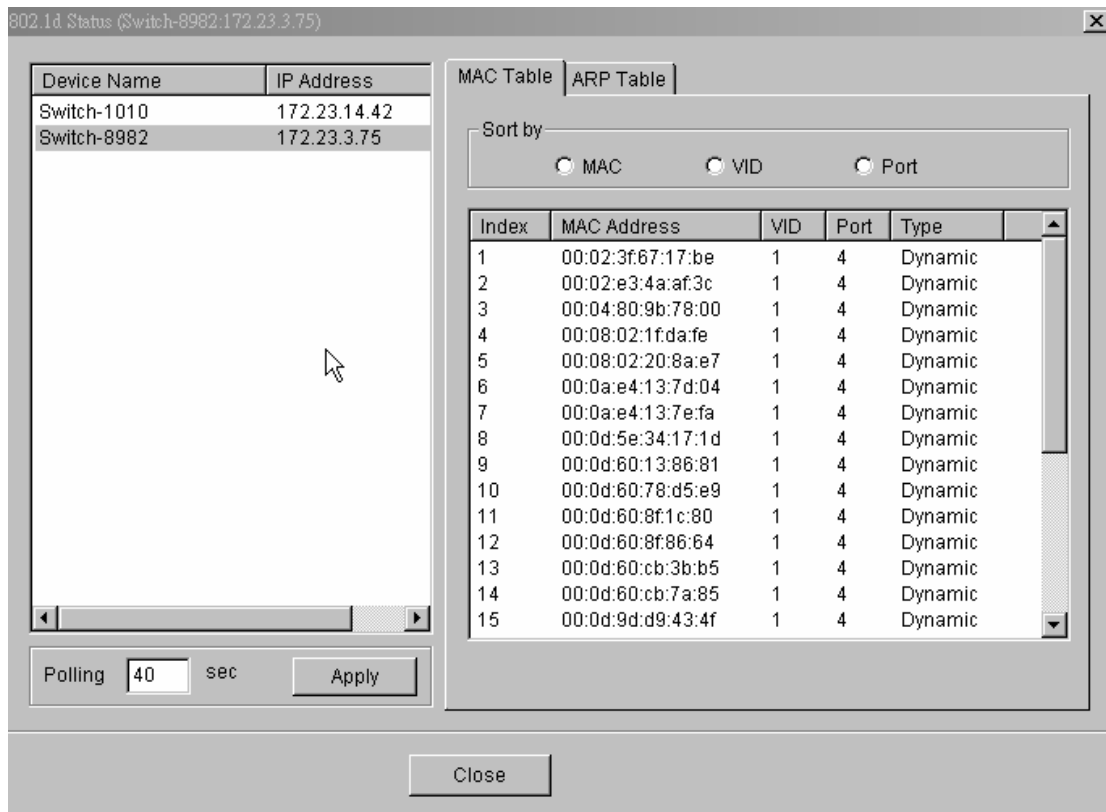 802.1d Status (Switch-8982:172.23.3.75)
Device Name IP Address
Switch-1010 172.23.14.42
Switch-8982 172.23.3.75
Polling 40 sec Apply
MAC Table ARP Table
Sort by
MAC VID Port
Index MAC Address VID Port Type
1 00:02:3f:67:17:be 1 4 Dynamic
2 00:02:e3:4a:af:3c 1 4 Dynamic
3 00:04:80:9b:78:00 1 4 Dynamic
4 00:08:02:1f:da:fe 1 4 Dynamic
5 00:08:02:20:8a:e7 1 4 Dynamic
6 00:0a:e4:13:7d:04 1 4 Dynamic
7 00:0a:e4:13:7e:fa 1 4 Dynamic
8 00:0d:5e:34:17:1d 1 4 Dynamic
9 00:0d:60:13:86:81 1 4 Dynamic
10 00:0d:60:78:d5:e9 1 4 Dynamic
11 00:0d:60:8f:1c:80 1 4 Dynamic
12 00:0d:60:8f:86:64 1 4 Dynamic
13 00:0d:60:cb:3b:b5 1 4 Dynamic
14 00:0d:60:cb:7a:85 1 4 Dynamic
15 00:0d:9d:d9:43:4f 1 4 Dynamic
Close